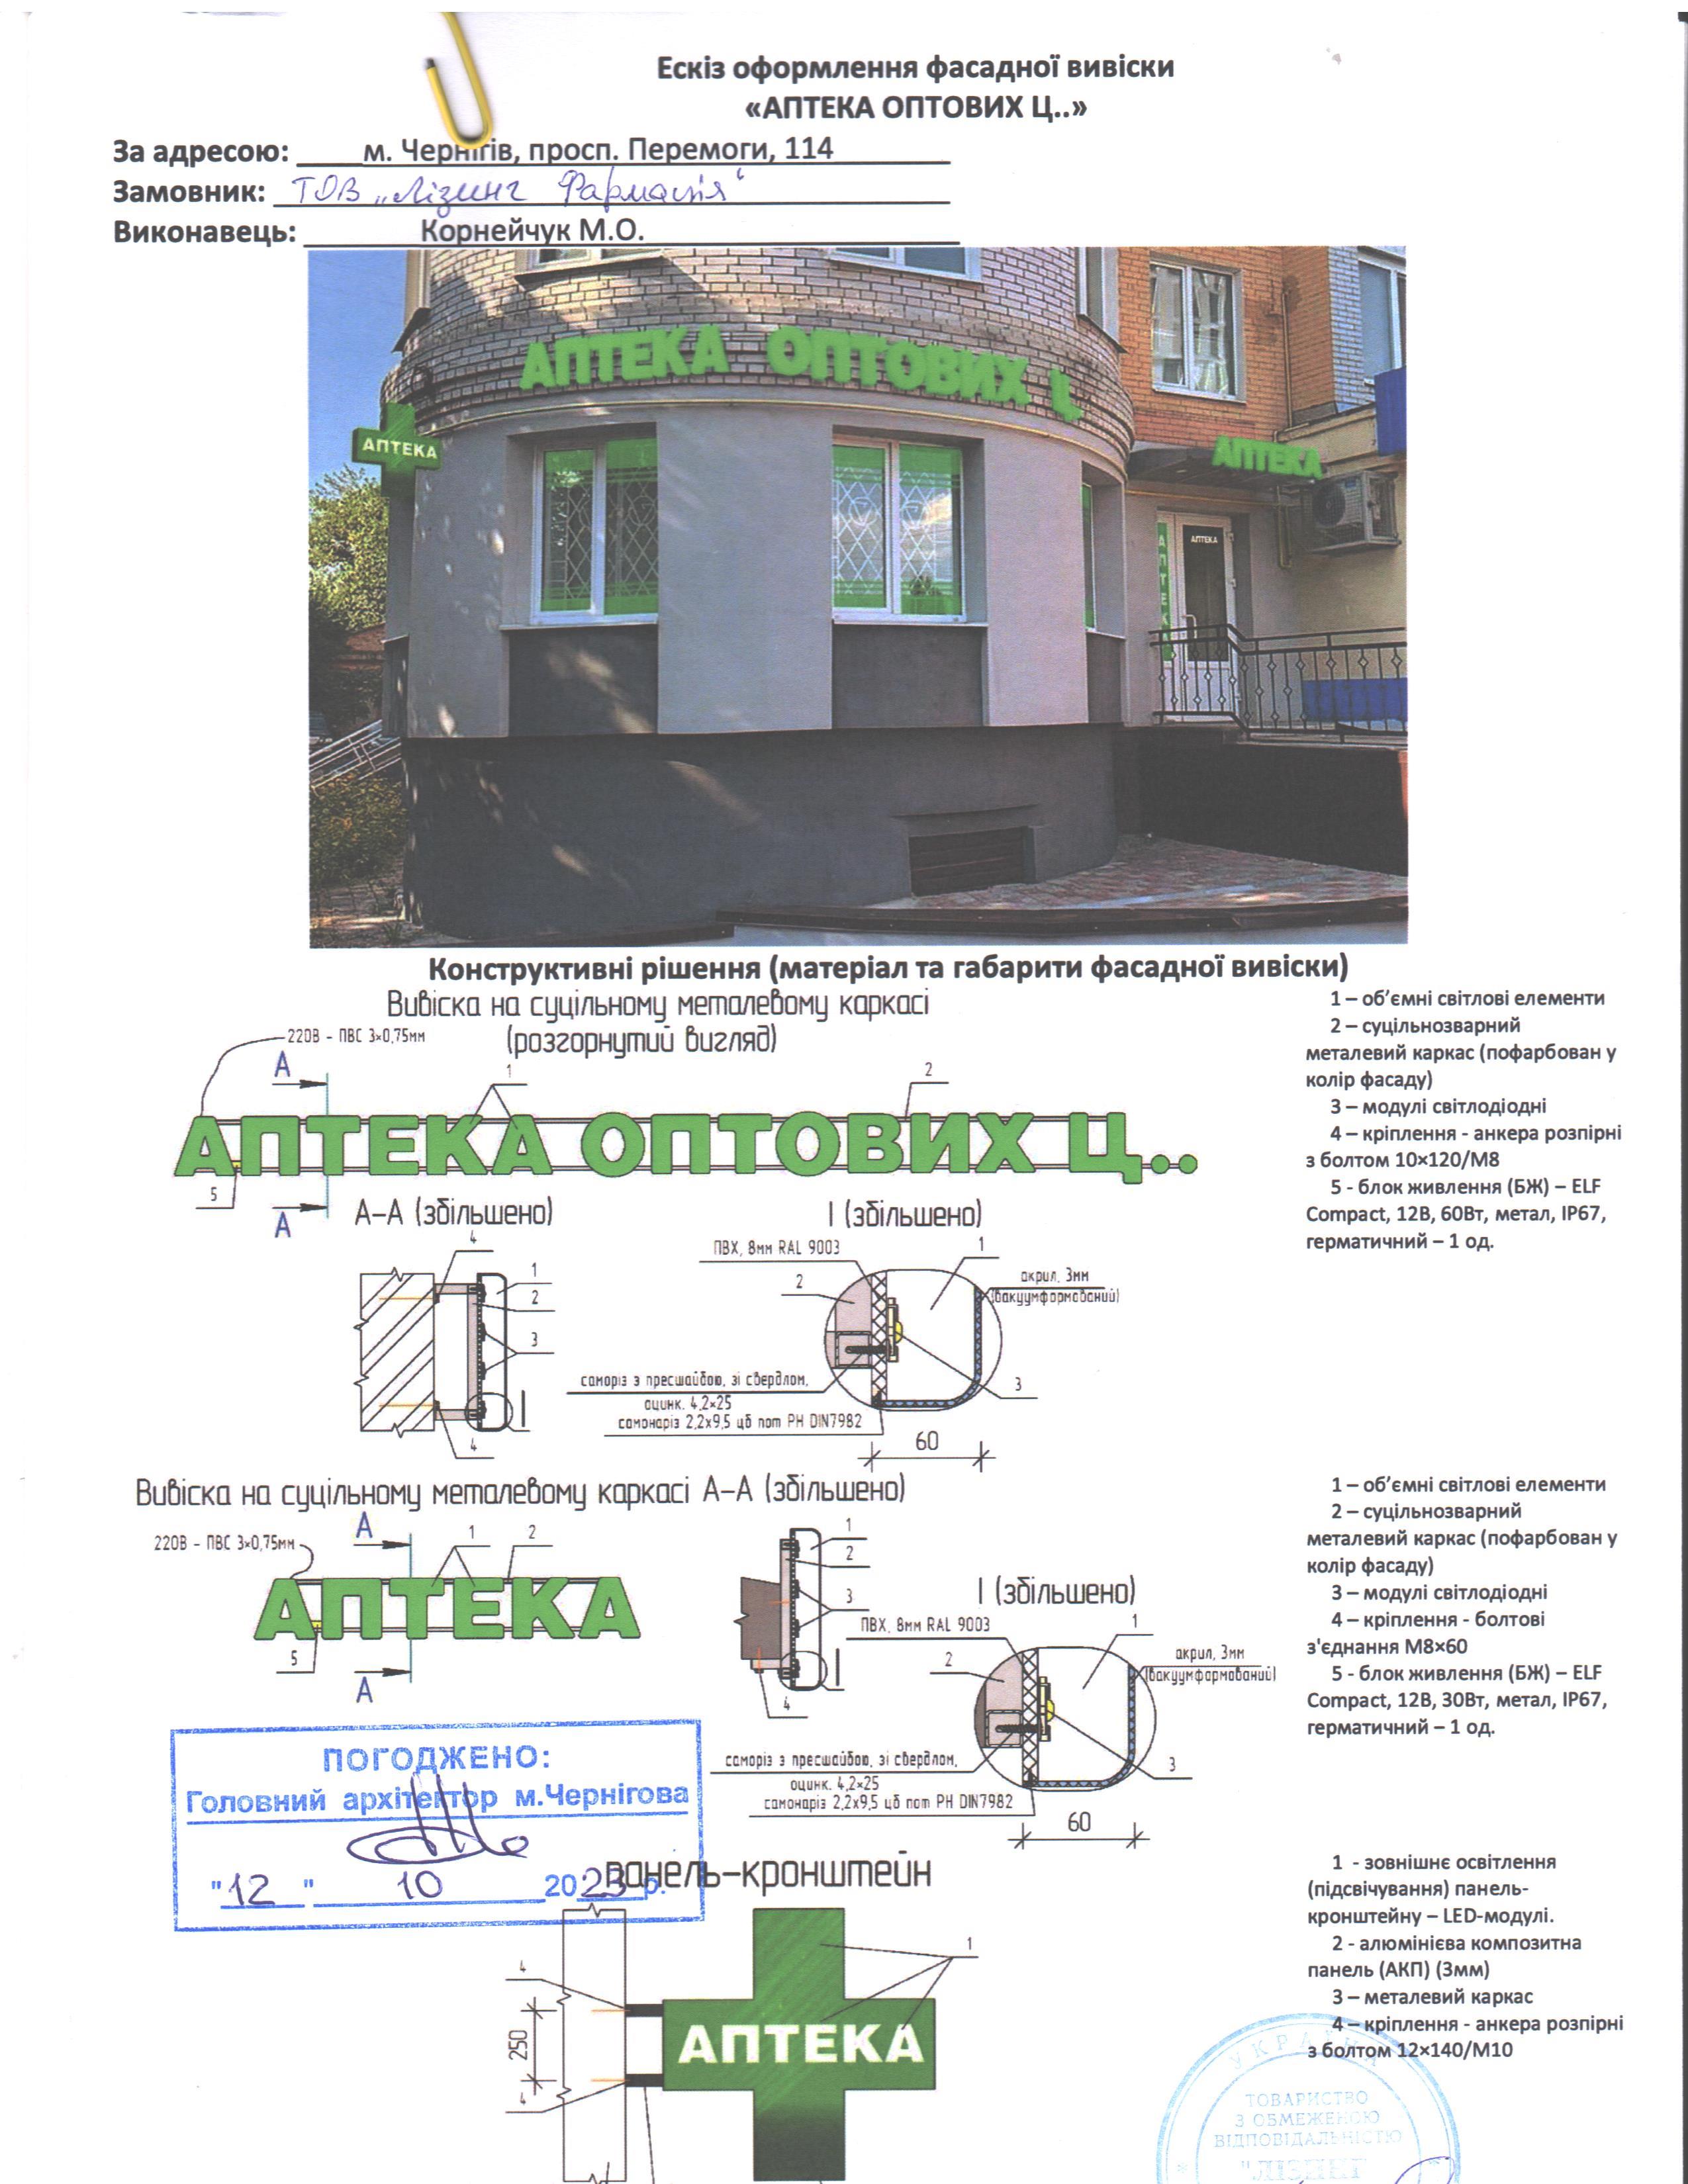 Ескіз оформлення фасадної вивіски
«АПТЕКА ОПТОВИХ Ц..»
За адресою: м. Чернігів, просп. Перемоги, 114
Замовник: ТОВ „Лізинг Фармація"
Виконавець: Корнейчук М.О.
АПТЕКА ОПТОВИХ Ц
АПТЕКА
АПТЕКА
АПТЕКА
АПТЕКА
Конструктивні рішення (матеріал та габарити фасадної вивіски)
Вивіска на суцільному металевому каркасі
(розгорнутий вигляд)
220В - ПВС 3×0,75мм
А
1
2
АПТЕКА ОПТОВИХ Ц..
5
А
1 – об’ємні світлові елементи
2 – суцільнозварний
металевий каркас (пофарбован у
колір фасаду)
3 – модулі світлодіодні
4 – кріплення - анкера розпірні
з болтом 10×120/М8
5 - блок живлення (БЖ) – ELF
Compact, 12В, 60Вт, метал, IP67,
герматичний – 1 од.
А-А (збільшено)
4
1
2
3
I
4
I (збільшено)
ПВХ, 8мм RAL 9003
1
2
акрил, 3мм
(вакуумформований)
3
саморіз з пресшайбою, зі свердлом,
оцинк. 4,2×25
самонаріз 2,2х9,5 цб пот PH DIN7982
60
Вивіска на суцільному металевому каркасі А-А (збільшено)
220В - ПВС 3×0,75мм
А
1
2
АПТЕКА
5
А
1
2
3
I
4
I (збільшено)
ПВХ, 8мм RAL 9003
1
2
акрил, 3мм
(вакуумформований)
3
саморіз з пресшайбою, зі свердлом,
оцинк. 4,2×25
самонаріз 2,2х9,5 цб пот PH DIN7982
60
1 – об’ємні світлові елементи
2 – суцільнозварний
металевий каркас (пофарбован у
колір фасаду)
3 – модулі світлодіодні
4 – кріплення - болтові
з'єднання М8×60
5 - блок живлення (БЖ) – ELF
Compact, 12В, 30Вт, метал, IP67,
герматичний – 1 од.
ПОГОДЖЕНО:
Головний архітектор м.Чернігова
"12" 10 2023 р.
панель-кронштейн
4
1
250
АПТЕКА
4
1 - зовнішнє освітлення
(підсвічування) панель-
кронштейну – LED-модулі.
2 - алюмінієва композитна
панель (АКП) (3мм)
3 – металевий каркас
4 – кріплення - анкера розпірні
з болтом 12×140/М10
УКРАЇНА
ТОВАРИСТВО
З ОБМЕЖЕНОЮ
ВІДПОВІДАЛЬНІСТЮ
"ЛІЗИНГ